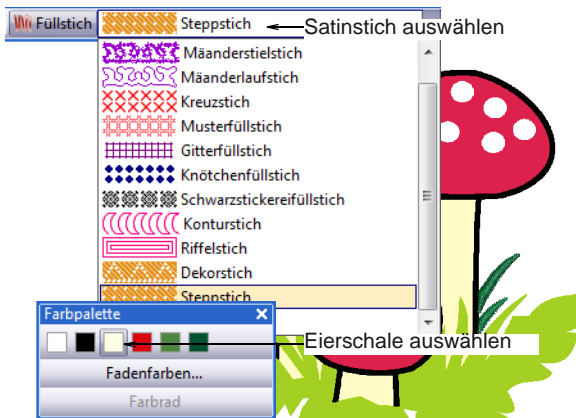 Füllstich Steppstich Satinstich auswählen
Mäanderstielstich
Mäanderlaufstich
Kreuzstich
Musterfüllstich
Gitterfüllstich
Knötchenfüllstich
Schwarzstickereifüllstich
Konturstich
Riffelstich
Dekorstich
Steppstich
Farbpalette
Eierschale auswählen
Fadenfarben...
Farbrad